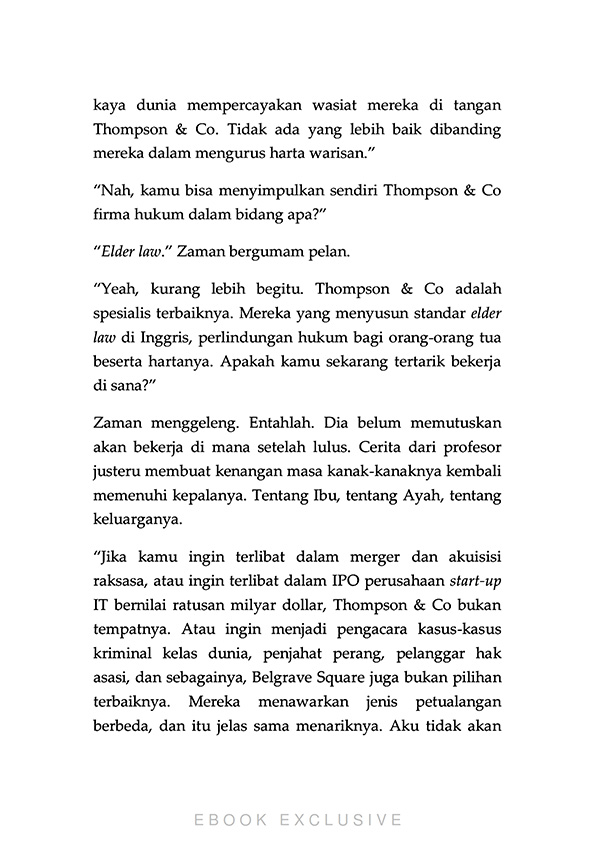 kaya dunia mempercayakan wasiat mereka di tangan
Thompson & Co. Tidak ada yang lebih baik dibanding
mereka dalam mengurus harta warisan.”
“Nah, kamu bisa menyimpulkan sendiri Thompson & Co
firma hukum dalam bidang apa?”
“Elder law.” Zaman bergumam pelan.
“Yeah, kurang lebih begitu. Thompson & Co adalah
spesialis terbaiknya. Mereka yang menyusun standar elder
law di Inggris, perlindungan hukum bagi orang-orang tua
beserta hartanya. Apakah kamu sekarang tertarik bekerja
di sana?”
Zaman menggeleng. Entahlah. Dia belum memutuskan
akan bekerja di mana setelah lulus. Cerita dari profesor
justeru membuat kenangan masa kanak-kanaknya kembali
memenuhi kepalanya. Tentang Ibu, tentang Ayah, tentang
keluarganya.
“Jika kamu ingin terlibat dalam merger dan akuisisi
raksasa, atau ingin terlibat dalam IPO perusahaan start-up
IT bernilai ratusan milyar dollar, Thompson & Co bukan
tempatnya. Atau ingin menjadi pengacara kasus-kasus
kriminal kelas dunia, penjahat perang, pelanggar hak
asasi, dan sebagainya, Belgrave Square juga bukan pilihan
terbaiknya. Mereka menawarkan jenis petualangan
berbeda, dan itu jelas sama menariknya. Aku tidak akan
EBOOK EXCLUSIVE